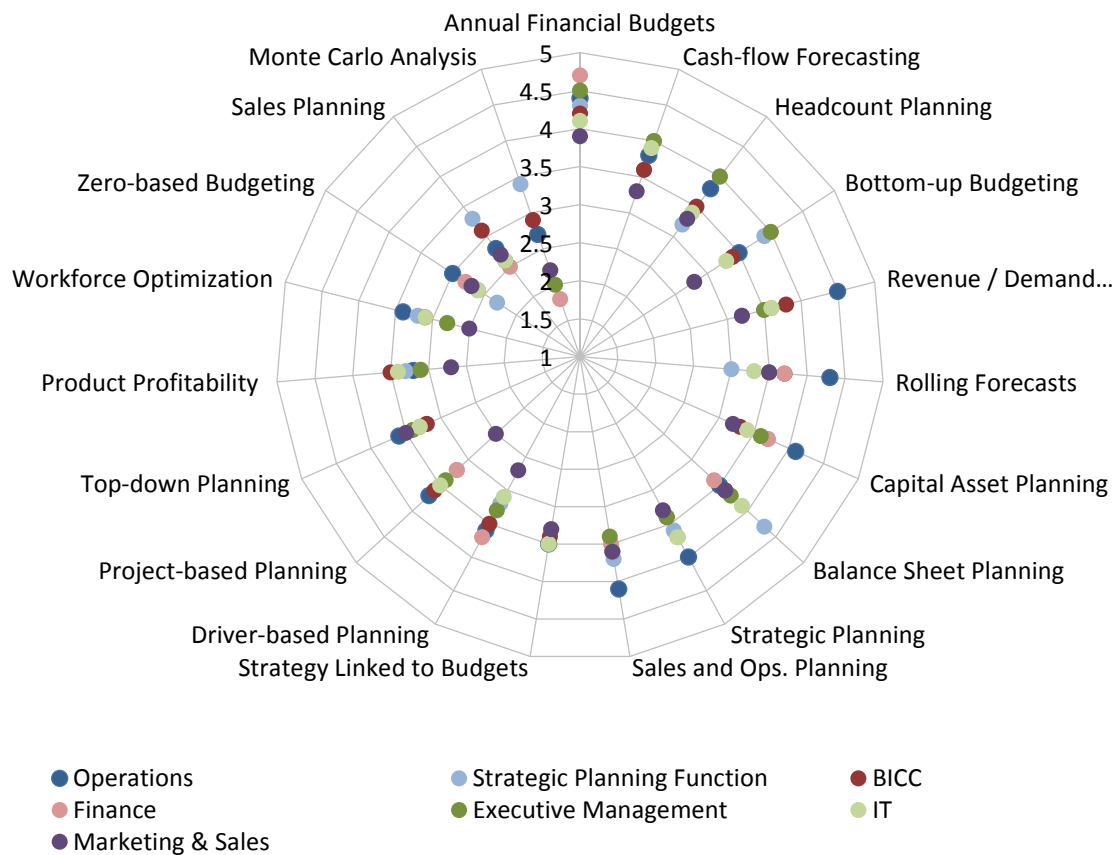 Annual Financial Budgets
Monte Carlo Analysis
5
Cash-flow Forecasting
Sales Planning
4.5
Headcount Planning
4
Zero-based Budgeting
3.5
Bottom-up Budgeting
3
Workforce Optimization
2.5
Revenue / Demand...
2
1.5
Product Profitability
1
Rolling Forecasts
Top-down Planning
Capital Asset Planning
Project-based Planning
Balance Sheet Planning
Driver-based Planning
Strategic Planning
Strategy Linked to Budgets
Sales and Ops. Planning
Operations
Strategic Planning Function
BICC
Finance
Executive Management
IT
Marketing & Sales